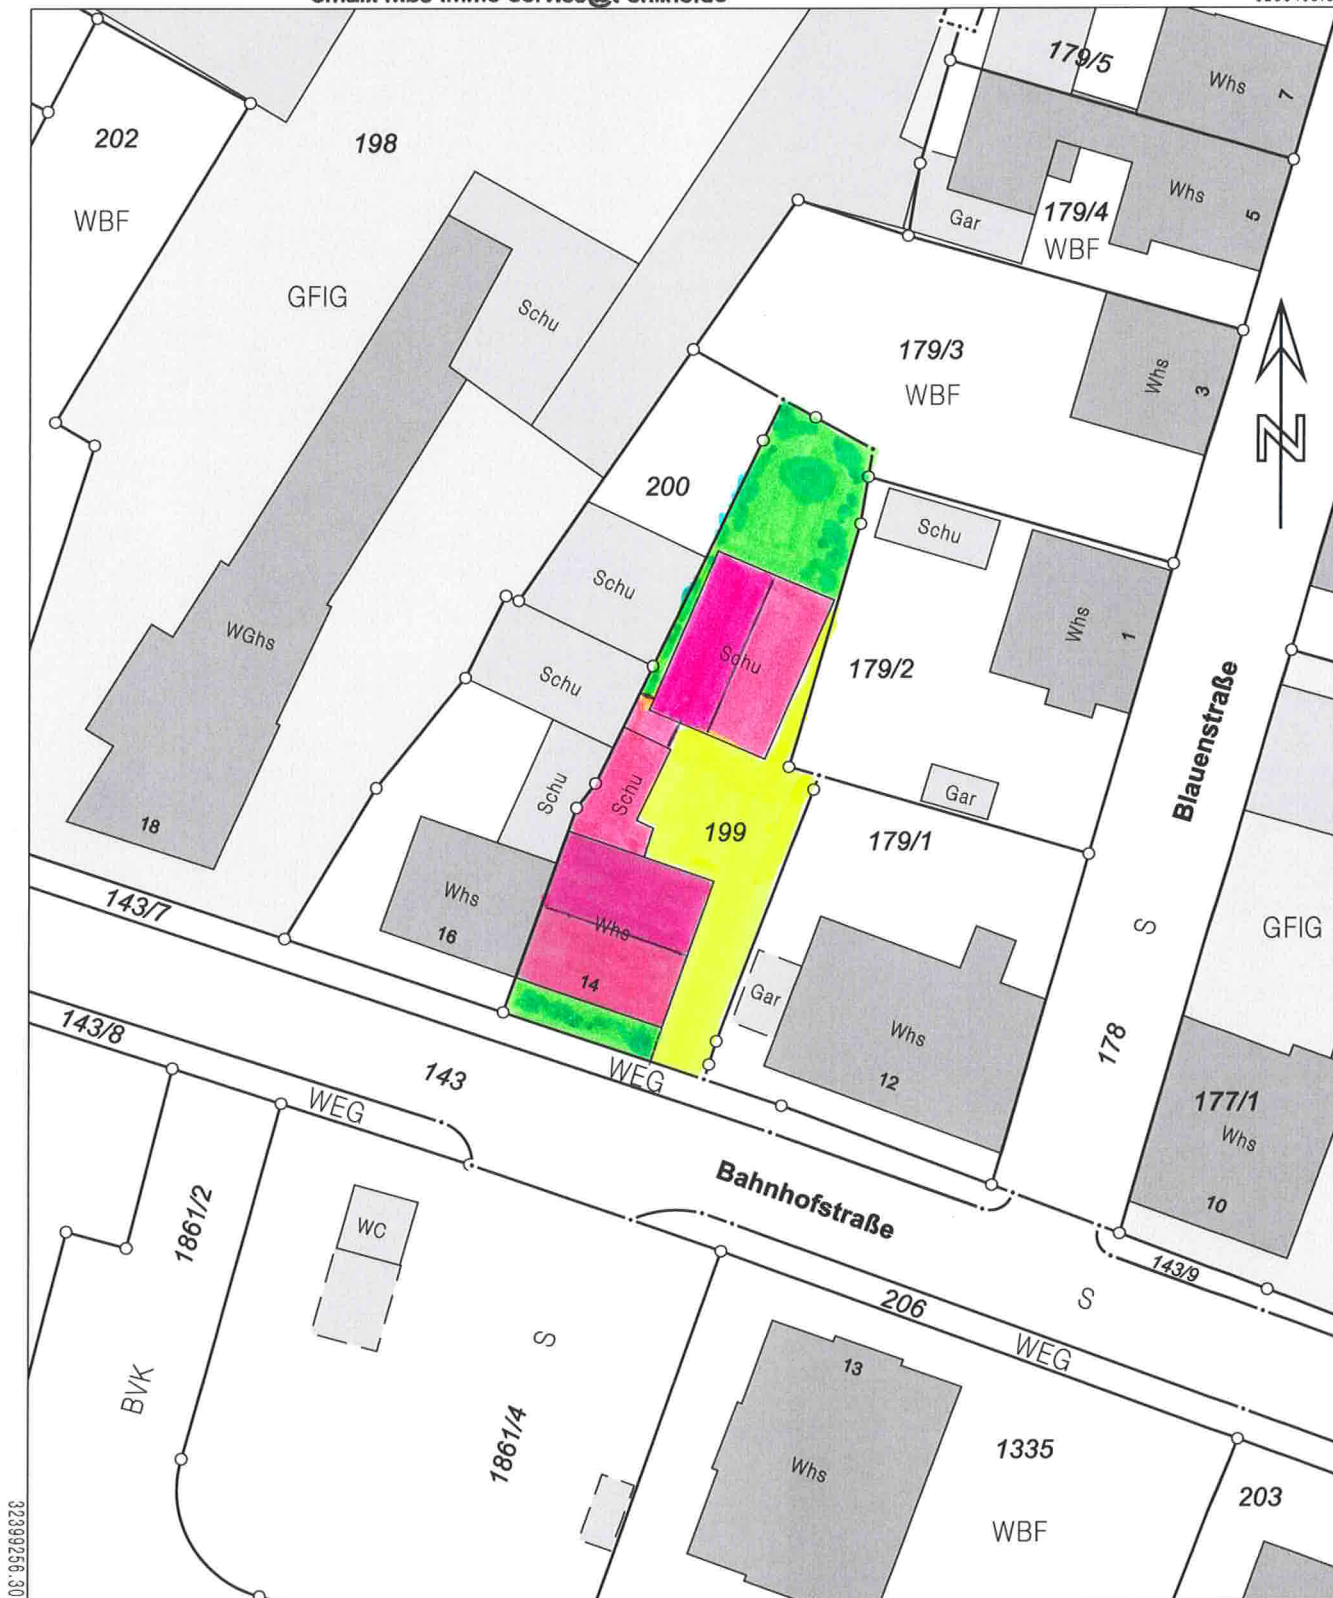 179/5
Whs
7
202
198
WBF
Whs
5
Gar
179/4
WBF
GFIG
Schu
179/3
WBF
Whs
3
N
200
Schu
Schu
WGhs
Whs
1
Schu
179/2
Schu
Blauenstraße
Schu
Schu
Gar
18
199
179/1
Whs
16
143/7
Whs
14
S
GFIG
Gar
Whs
12
178
143/8
143
WEG
WEG
177/1
Whs
10
Bahnhofstraße
1861/2
WC
143/9
S
206
WEG
S
13
BVK
1861/4
Whs
1335
WBF
203
32399256.30